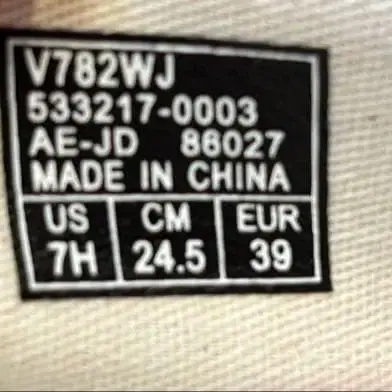 V782WJ
533217-0003
AE-JD 86027
MADE IN CHINA
US CM EUR
7H 24.5 39